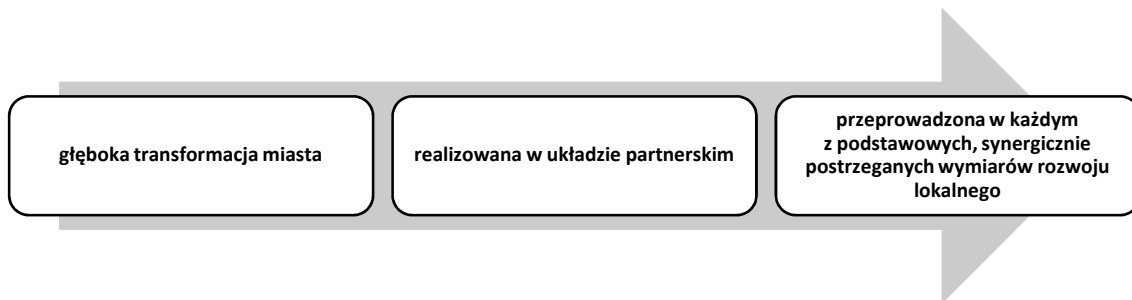 głęboka transformacja miasta
realizowana w układzie partnerskim
przeprowadzona w każdym
z podstawowych, synergicznie
postrzeganych wymiarów rozwoju
lokalnego